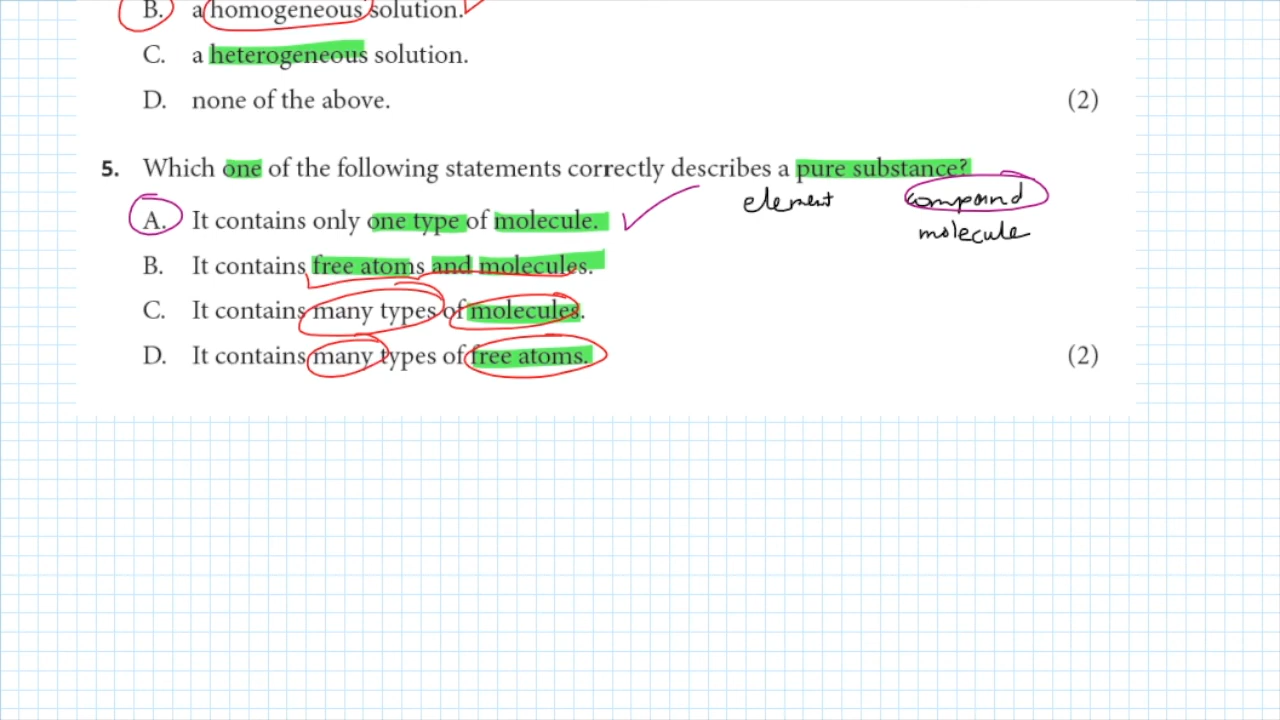 B. a homogeneous solution.
C. a heterogeneous solution.
D. none of the above. (2)
5. Which one of the following statements correctly describes a pure substance?
element compound
A. It contains only one type of molecule.
molecule
B. It contains free atoms and molecules.
C. It contains many types of molecules.
D. It contains many types of free atoms. (2)